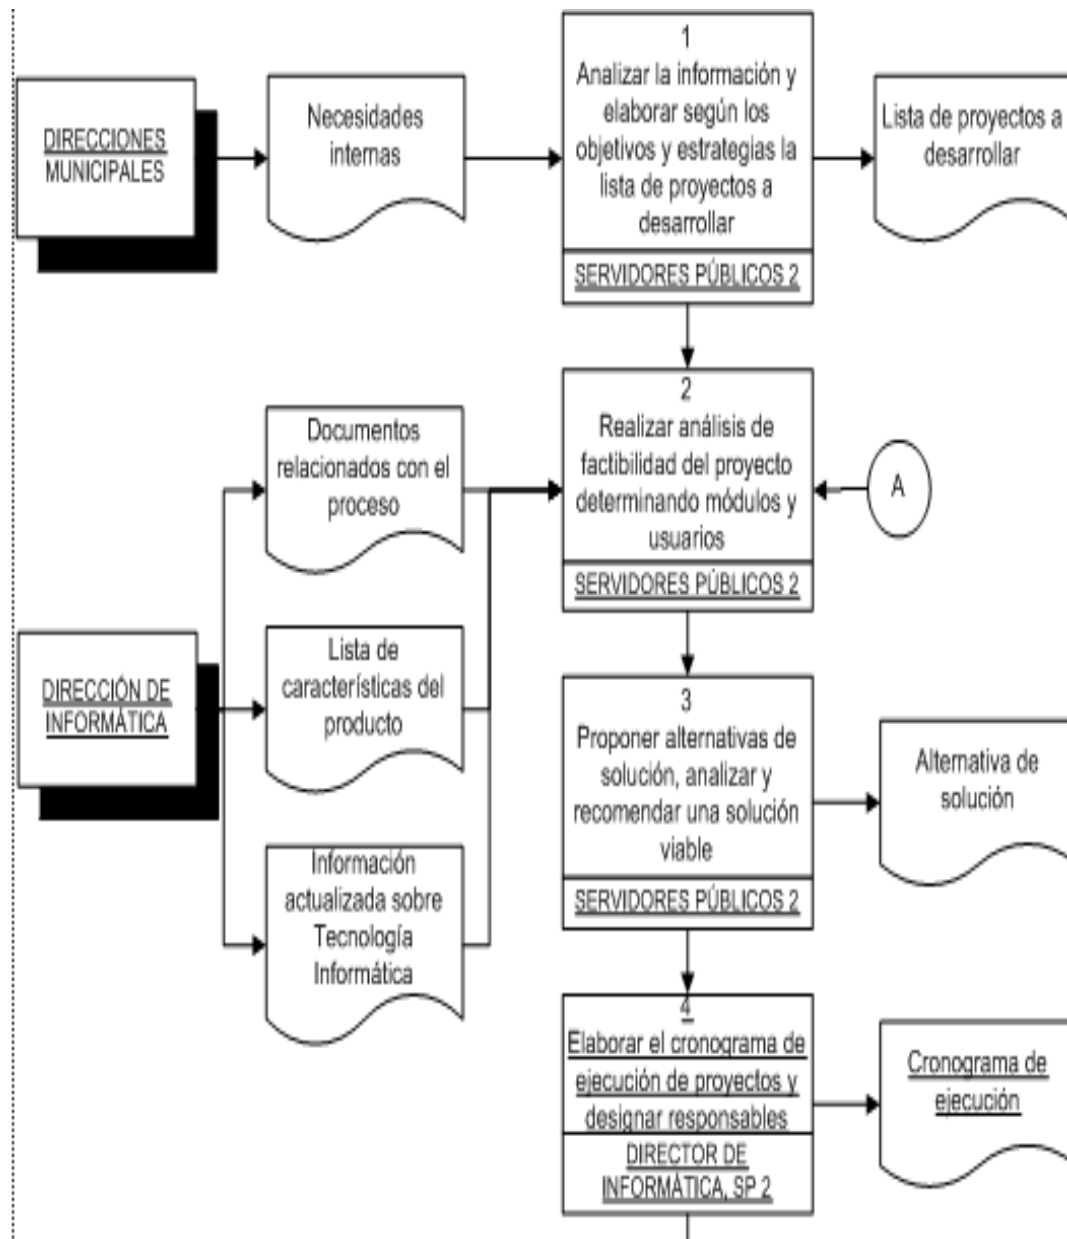 DIRECCIONES
MUNICIPALES
Necesidades
internas
1
Analizar la información y
elaborar según los
objetivos y estrategias la
lista de proyectos a
desarrollar
SERVIDORES PÚBLICOS 2
Lista de proyectos a
desarrollar
2
Realizar análisis de
factibilidad del proyecto
determinando módulos y
usuarios
SERVIDORES PÚBLICOS 2
A
Documentos
relacionados con el
proceso
DIRECCIÓN DE
INFORMÁTICA
Lista de
características del
producto
Información
actualizada sobre
Tecnología
Informática
3
Proponer alternativas de
solución, analizar y
recomendar una solución
viable
SERVIDORES PÚBLICOS 2
Alternativa de
solución
4
Elaborar el cronograma de
ejecución de proyectos y
designar responsables
DIRECTOR DE
INFORMÁTICA, SP 2
Cronograma de
ejecución